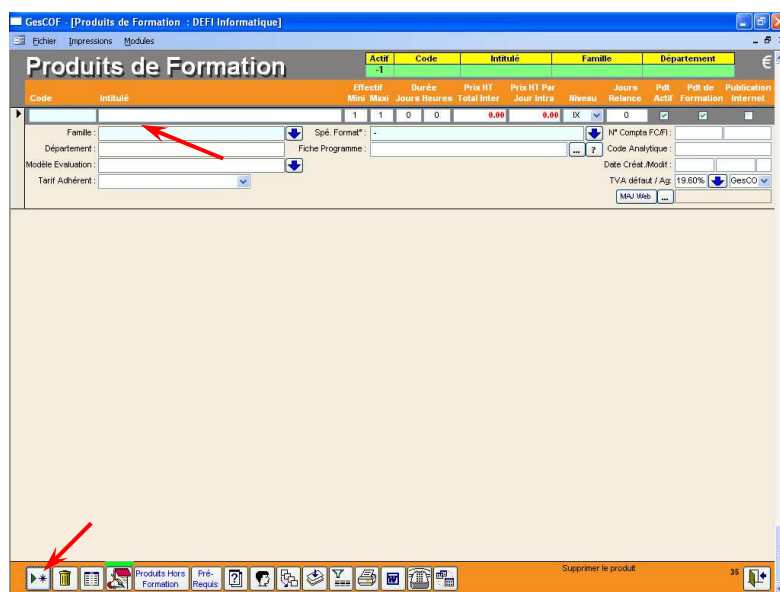 GesCOF - [Produits de Formation : DEFI Informatique]
Fichier Impressions Modules
Produits de Formation
Actif Code Intitulé Famille Département €
-1
Effectif Durée Prix HT Prix HT Par Jours Pdt Pdt de Publication
Code Intitulé Mini Maxi Jours Heures Total Inter Jour Intra Niveau Relance Actif Formation Internet
1 1 0 0 0.00 0.00 IX 0
Famille : Spé. Format° : - N° Compta FC/FI :
Département : Fiche Programme : ... ? Code Analytique :
Modèle Evaluation : Date Créat./Modif :
Tarif Adhérent : TVA défaut / Ag: 19.60% GesCO
MAJ Web ...
Supprimer le produit
Produits Hors Formation Pré-Requis 35